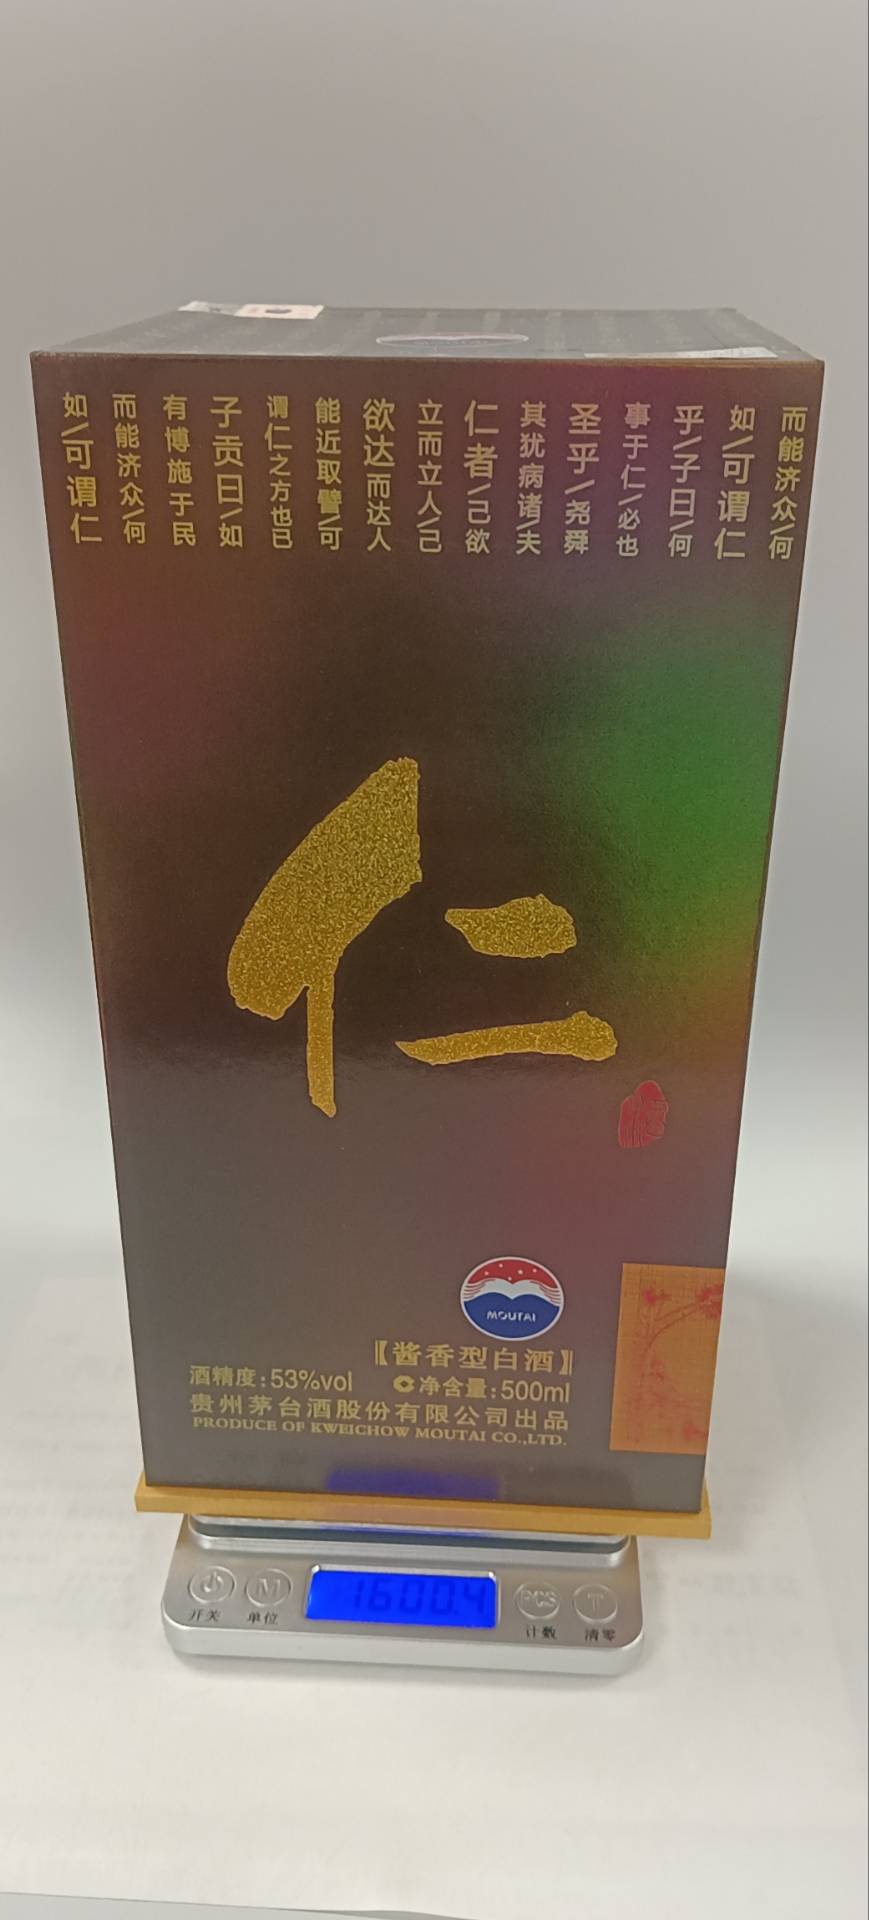 如/可谓仁
而能济众/何
有博施于民
子贡曰/如
谓仁之方也已
能近取譬/可
欲达而达人
立而立人/己
仁者/己欲
其犹病诸/夫
圣乎/尧舜
事于仁/必也
乎/子曰/何
如/可谓仁
而能济众/何
仁
MOUTAI
【酱香型白酒】
酒精度:53%vol 净含量:500ml
贵州茅台酒股份有限公司出品
PRODUCE OF KWEICHOW MOUTAI CO.,LTD.
M 1600.4 PCS T
开关 单位 计数 清零